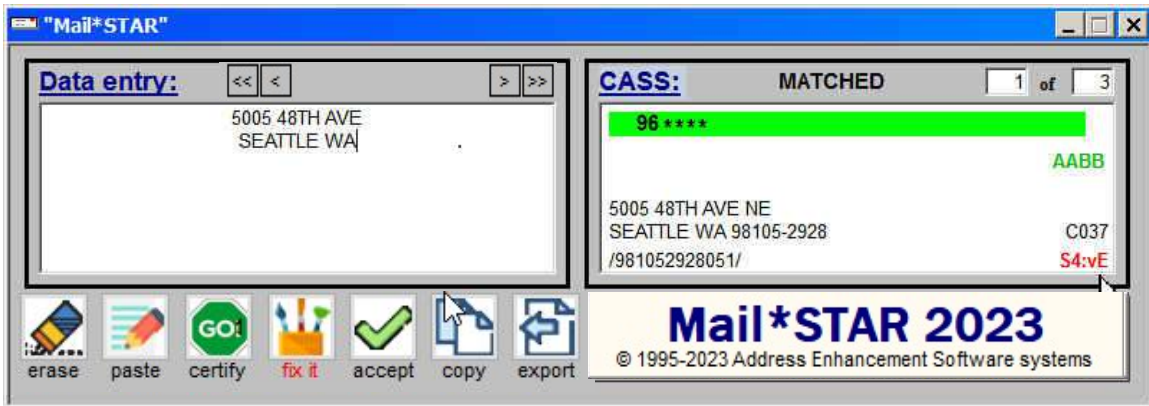 "Mail*STAR"
Data entry: << < > >>
5005 48TH AVE
SEATTLE WA .
CASS: MATCHED 1 of 3
96 ****
AABB
5005 48TH AVE NE
SEATTLE WA 98105-2928 C037
/981052928051/ S4:vE
GO!
erase paste certify fix it accept copy export
Mail*STAR 2023
© 1995-2023 Address Enhancement Software systems